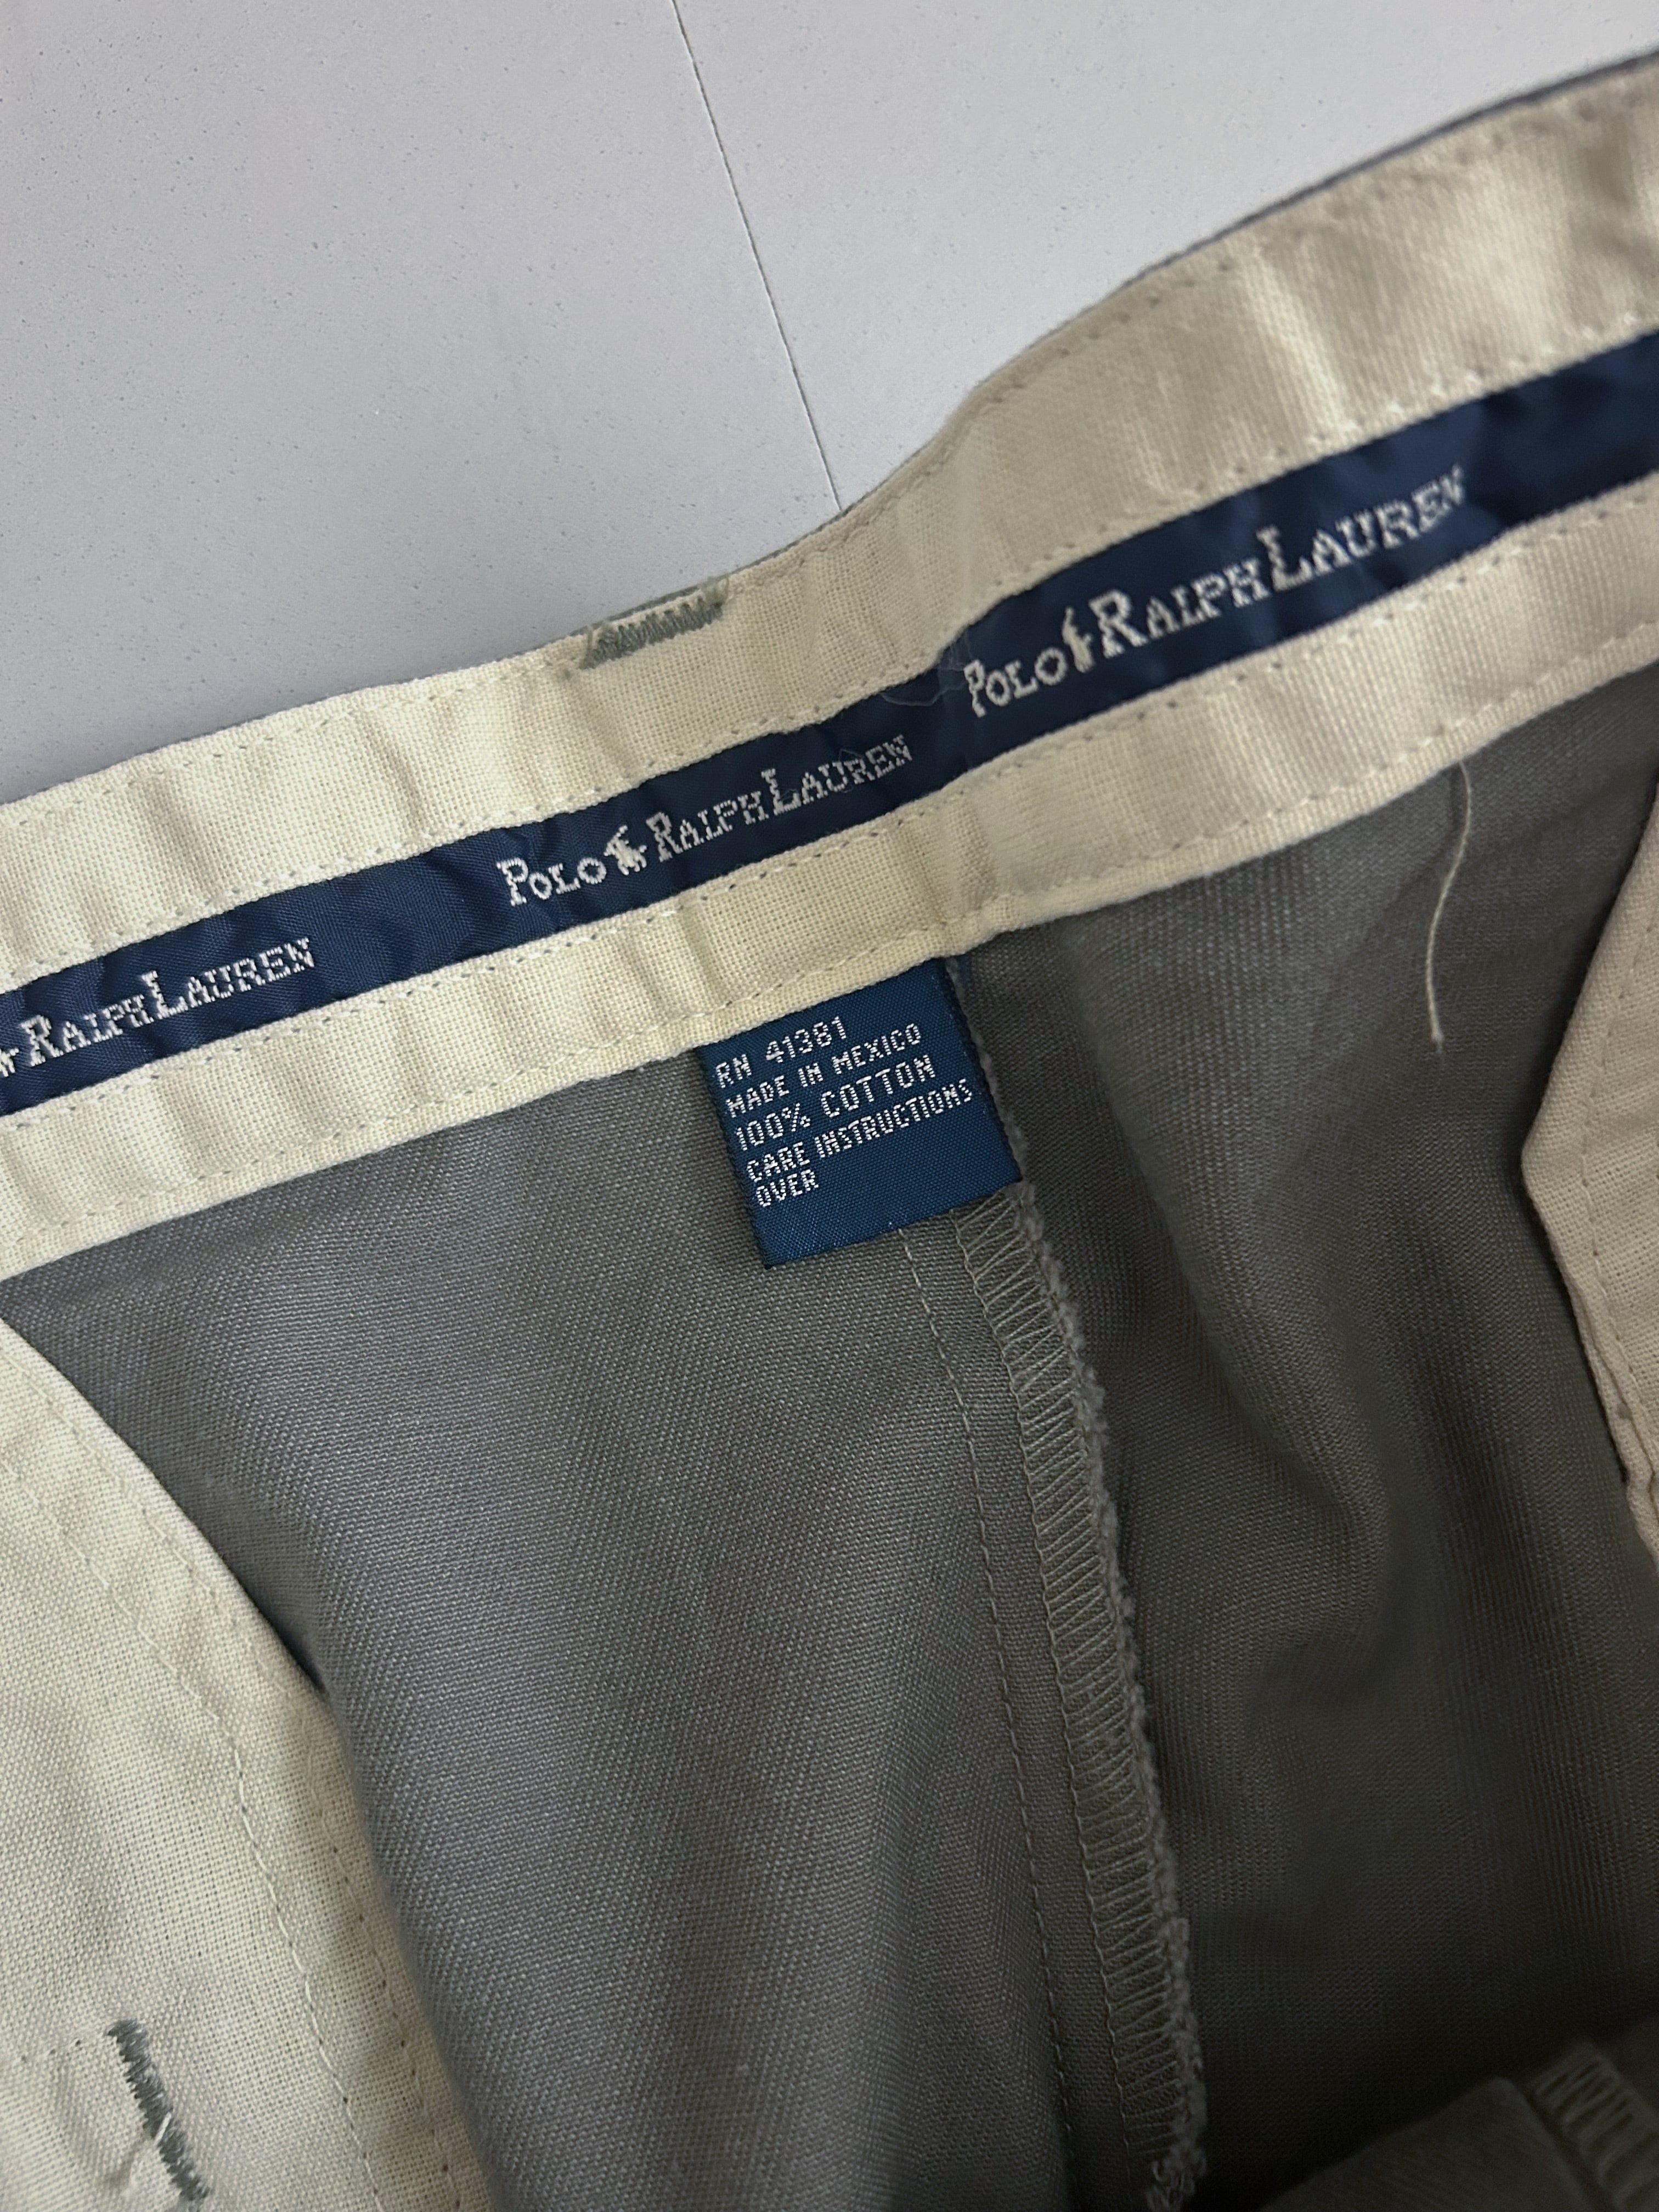 RALPH LAUREN
POLO RALPH LAUREN
POLO RALPH LAUREN
RN 41381
MADE IN MEXICO
100% COTTON
CARE INSTRUCTIONS
OVER